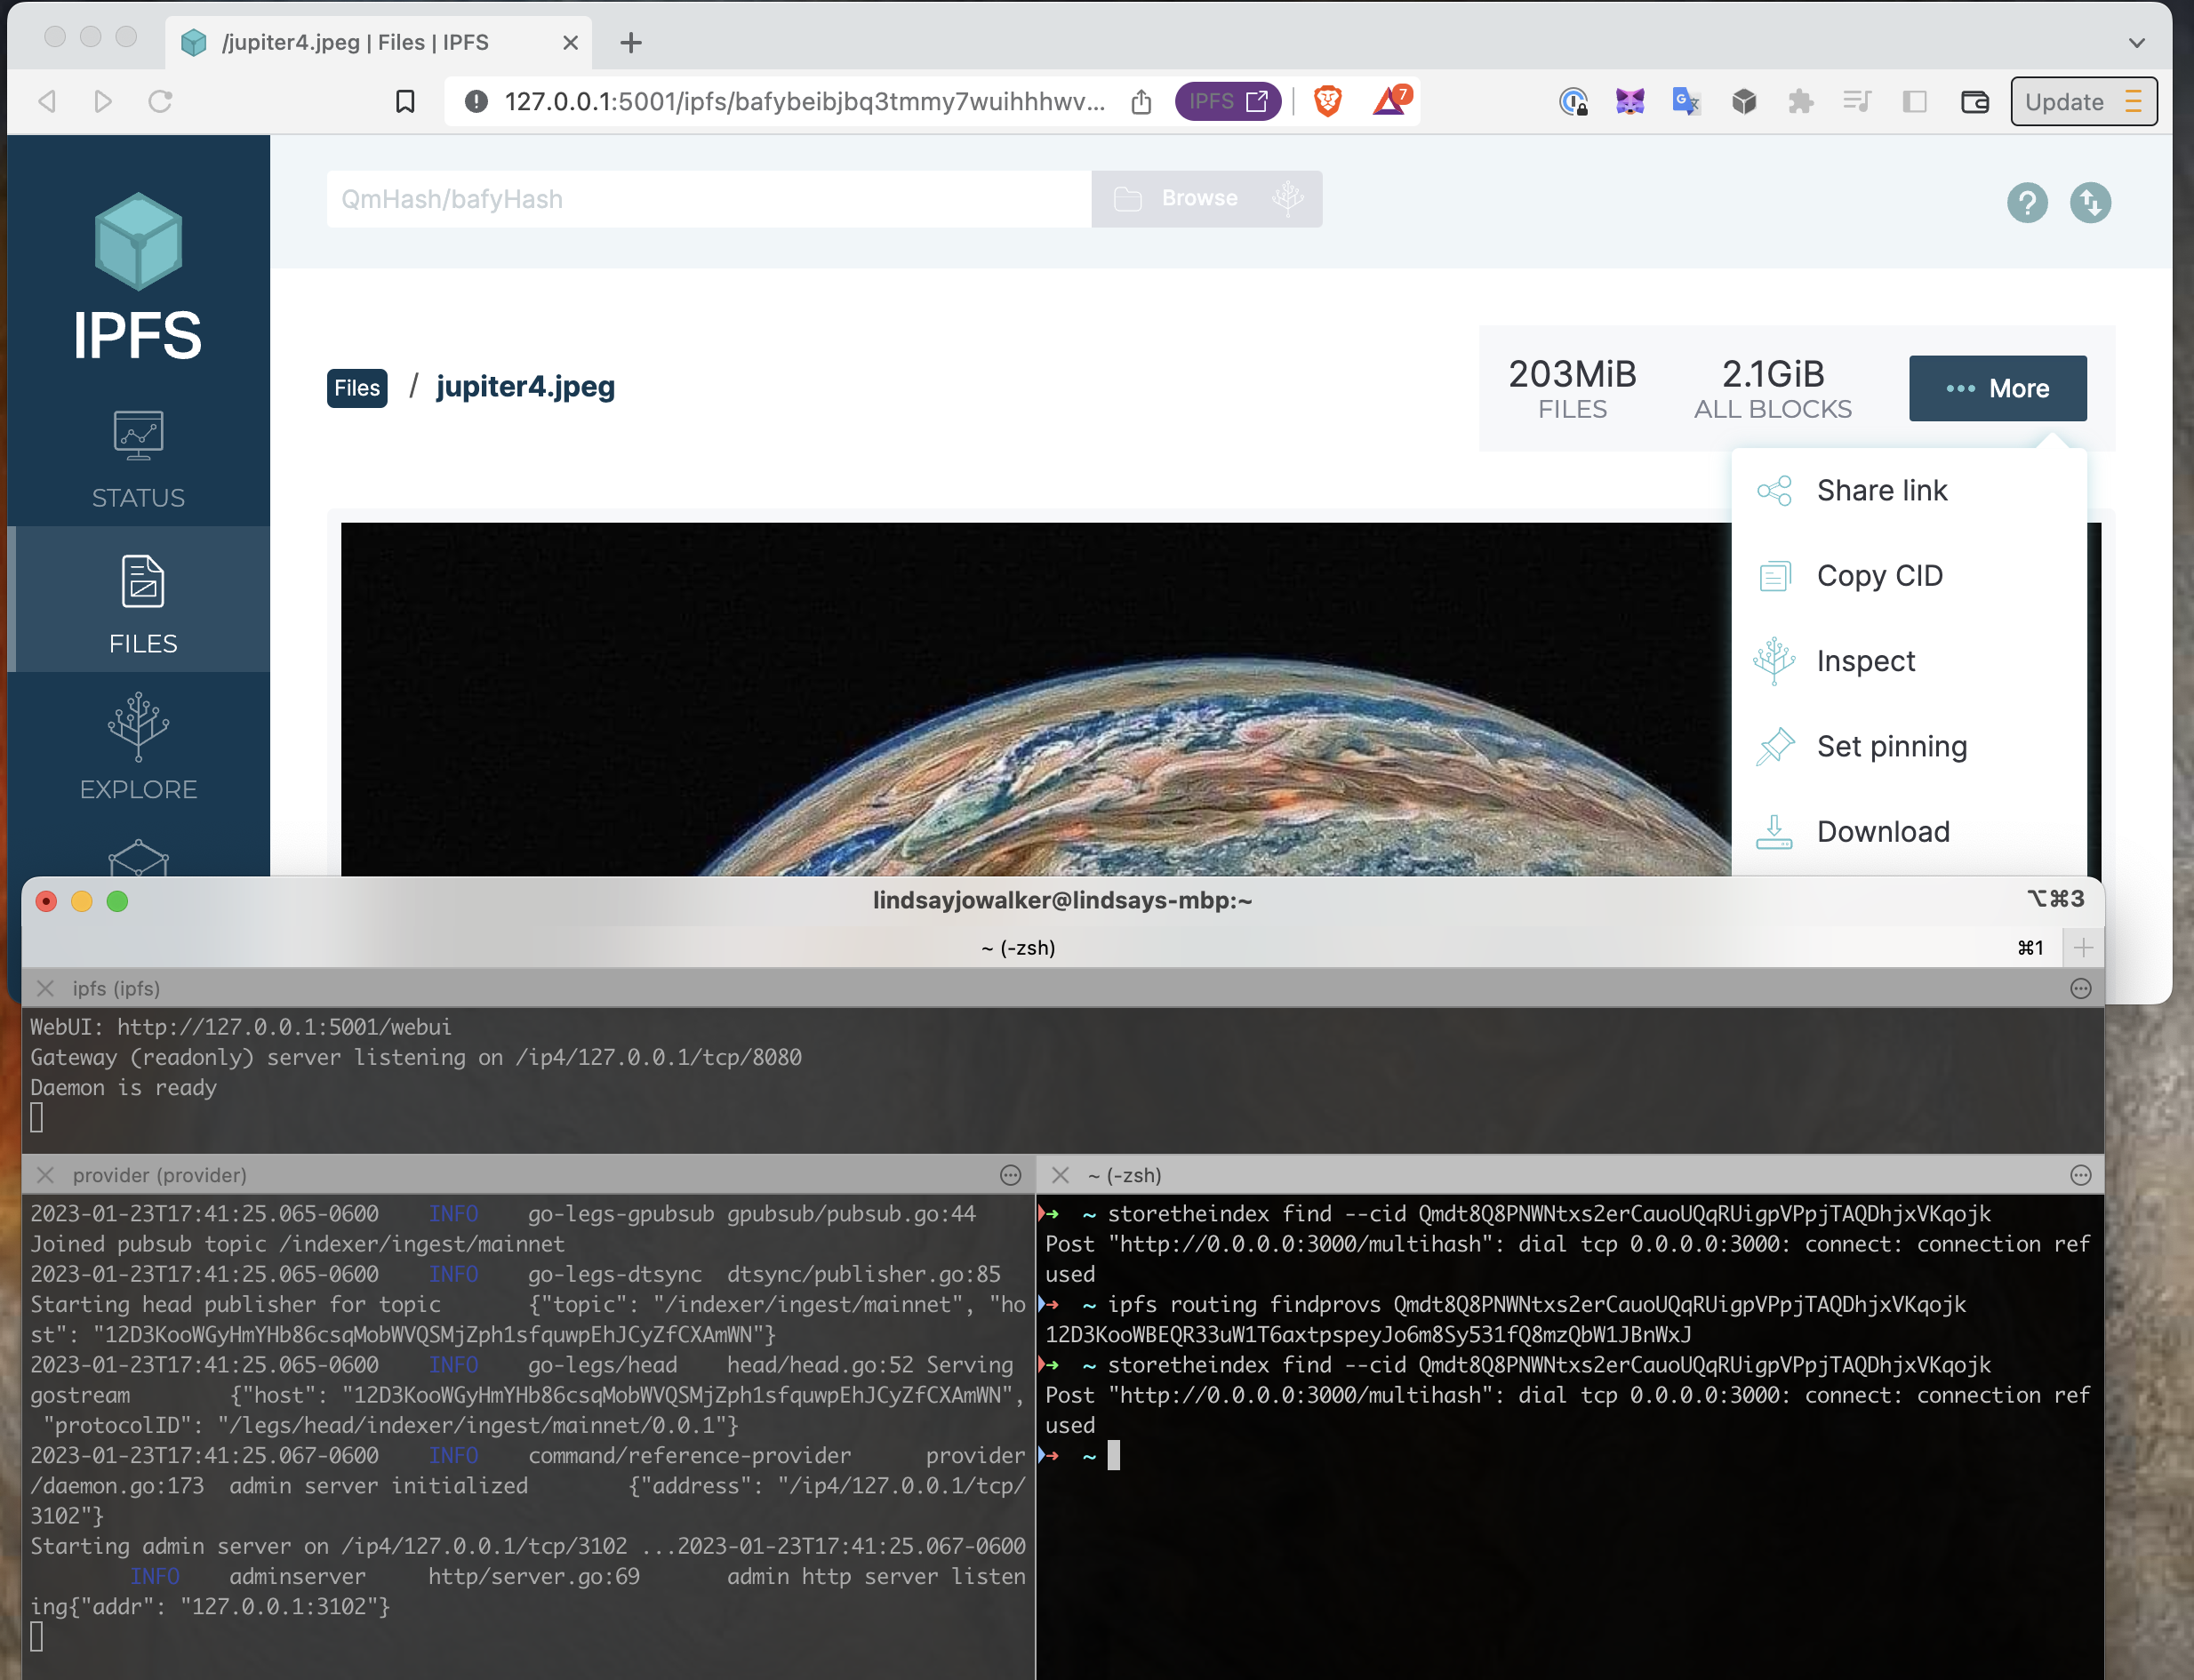 /jupiter4.jpeg | Files | IPFS
127.0.0.1:5001/ipfs/bafybeibjbq3tmmy7wuihhhwv...
IPFS
7
Update
IPFS
STATUS
FILES
EXPLORE
QmHash/bafyHash
Browse
Files / jupiter4.jpeg
203MiB
FILES
2.1GiB
ALL BLOCKS
••• More
Share link
Copy CID
Inspect
Set pinning
Download
lindsayjowalker@lindsays-mbp:~
⌥⌘3
~ (-zsh)
⌘1
ipfs (ipfs)
WebUI: http://127.0.0.1:5001/webui
Gateway (readonly) server listening on /ip4/127.0.0.1/tcp/8080
Daemon is ready
provider (provider)
2023-01-23T17:41:25.065-0600 INFO go-legs-gpubsub gpubsub/pubsub.go:44
Joined pubsub topic /indexer/ingest/mainnet
2023-01-23T17:41:25.065-0600 INFO go-legs-dtsync dtsync/publisher.go:85
Starting head publisher for topic {"topic": "/indexer/ingest/mainnet", "ho
st": "12D3KooWGyHmYHb86csqMobWVQSMjZph1sfquwpEhJCyZfCXAmWN"}
2023-01-23T17:41:25.065-0600 INFO go-legs/head head/head.go:52 Serving
gostream {"host": "12D3KooWGyHmYHb86csqMobWVQSMjZph1sfquwpEhJCyZfCXAmWN",
"protocolID": "/legs/head/indexer/ingest/mainnet/0.0.1"}
2023-01-23T17:41:25.067-0600 INFO command/reference-provider provider
/daemon.go:173 admin server initialized {"address": "/ip4/127.0.0.1/tcp/
3102"}
Starting admin server on /ip4/127.0.0.1/tcp/3102 ...2023-01-23T17:41:25.067-0600
INFO adminserver http/server.go:69 admin http server listen
ing{"addr": "127.0.0.1:3102"}
~ (-zsh)
➜ ~ storetheindex find --cid Qmdt8Q8PNWNtxs2erCauoUQqRUigpVPpjTAQDhjxVKqojk
Post "http://0.0.0.0:3000/multihash": dial tcp 0.0.0.0:3000: connect: connection ref
used
➜ ~ ipfs routing findprovs Qmdt8Q8PNWNtxs2erCauoUQqRUigpVPpjTAQDhjxVKqojk
12D3KooWBEQR33uW1T6axtpspeyJo6m8Sy531fQ8mzQbW1JBnWxJ
➜ ~ storetheindex find --cid Qmdt8Q8PNWNtxs2erCauoUQqRUigpVPpjTAQDhjxVKqojk
Post "http://0.0.0.0:3000/multihash": dial tcp 0.0.0.0:3000: connect: connection ref
used
➜ ~